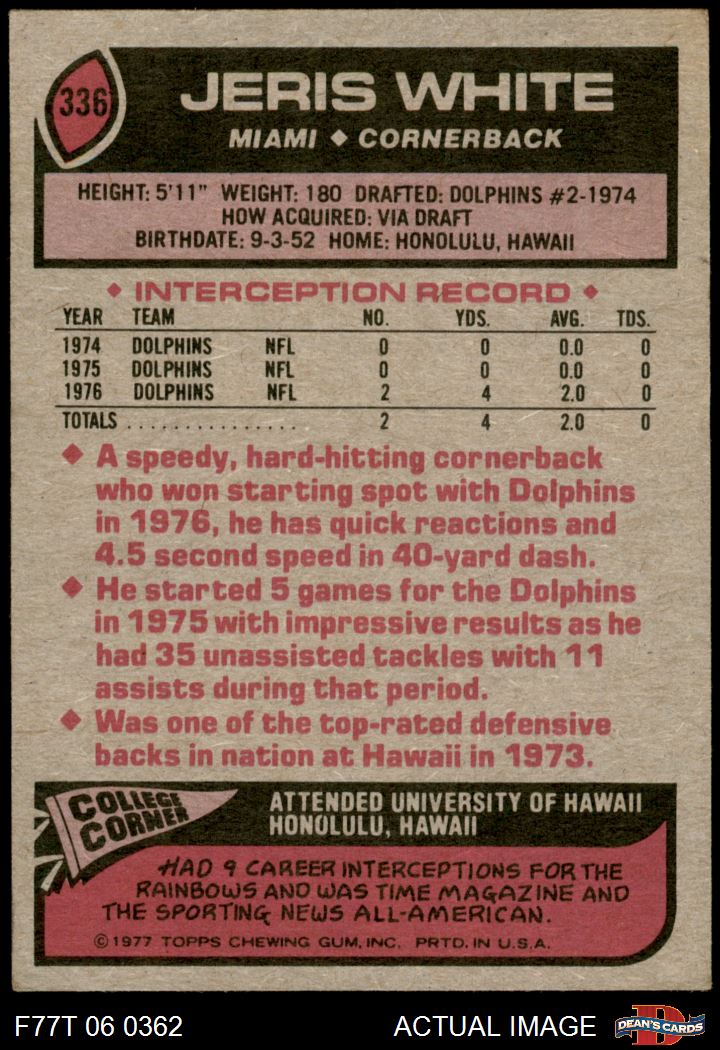 336
JERIS WHITE
MIAMI ◆ CORNERBACK
HEIGHT: 5'11" WEIGHT: 180 DRAFTED: DOLPHINS #2-1974
HOW ACQUIRED: VIA DRAFT
BIRTHDATE: 9-3-52 HOME: HONOLULU, HAWAII
◆ INTERCEPTION RECORD ◆
YEAR TEAM NO. YDS. AVG. TDS.
1974 DOLPHINS NFL 0 0 0.0 0
1975 DOLPHINS NFL 0 0 0.0 0
1976 DOLPHINS NFL 2 4 2.0 0
TOTALS ............... 2 4 2.0 0
◆ A speedy, hard-hitting cornerback
who won starting spot with Dolphins
in 1976, he has quick reactions and
4.5 second speed in 40-yard dash.
◆ He started 5 games for the Dolphins
in 1975 with impressive results as he
had 35 unassisted tackles with 11
assists during that period.
◆ Was one of the top-rated defensive
backs in nation at Hawaii in 1973.
COLLEGE
CORNER
ATTENDED UNIVERSITY OF HAWAII
HONOLULU, HAWAII
HAD 9 CAREER INTERCEPTIONS FOR THE
RAINBOWS AND WAS TIME MAGAZINE AND
THE SPORTING NEWS ALL-AMERICAN.
©1977 TOPPS CHEWING GUM, INC. PRTD. IN U.S.A.
F77T 06 0362 ACTUAL IMAGE
D
DEAN'S CARDS